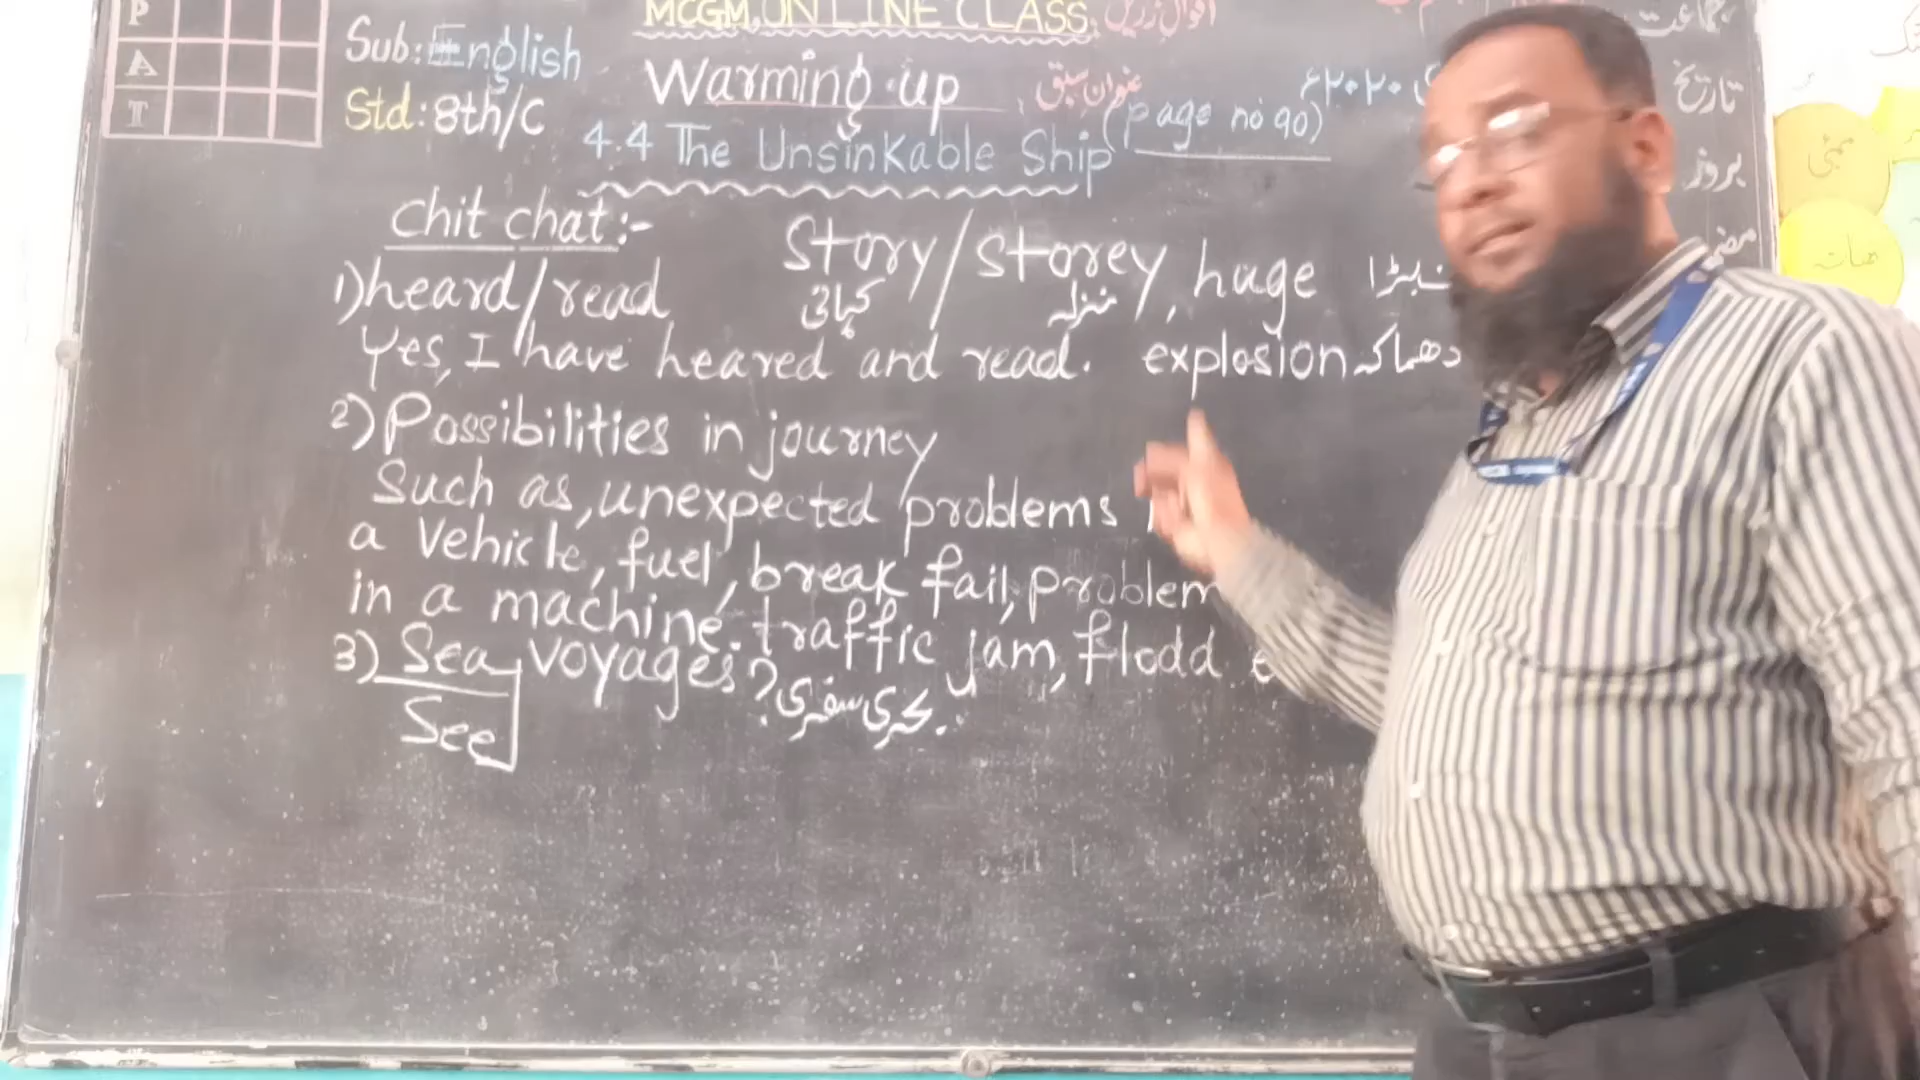 MCGM, ONLINE CLASS, اقوال زریں
P
A
T
Sub: English
Std: 8th/C
Warming up عنوان سبق
4.4 The Unsinkable Ship (page no 90)
تاریخ
بروز
Chit chat:-
Story / Storey, huge بڑا
کہانی منزلہ
1) heard/read
Yes, I have heared and read. explosion دھماکہ
2) Possibilities in journey
Such as, unexpected problems
a vehicle, fuel, break fail, problem
in a machine, traffic jam, flodd
3) Sea voyages? بحری سفر
See
ممبئی